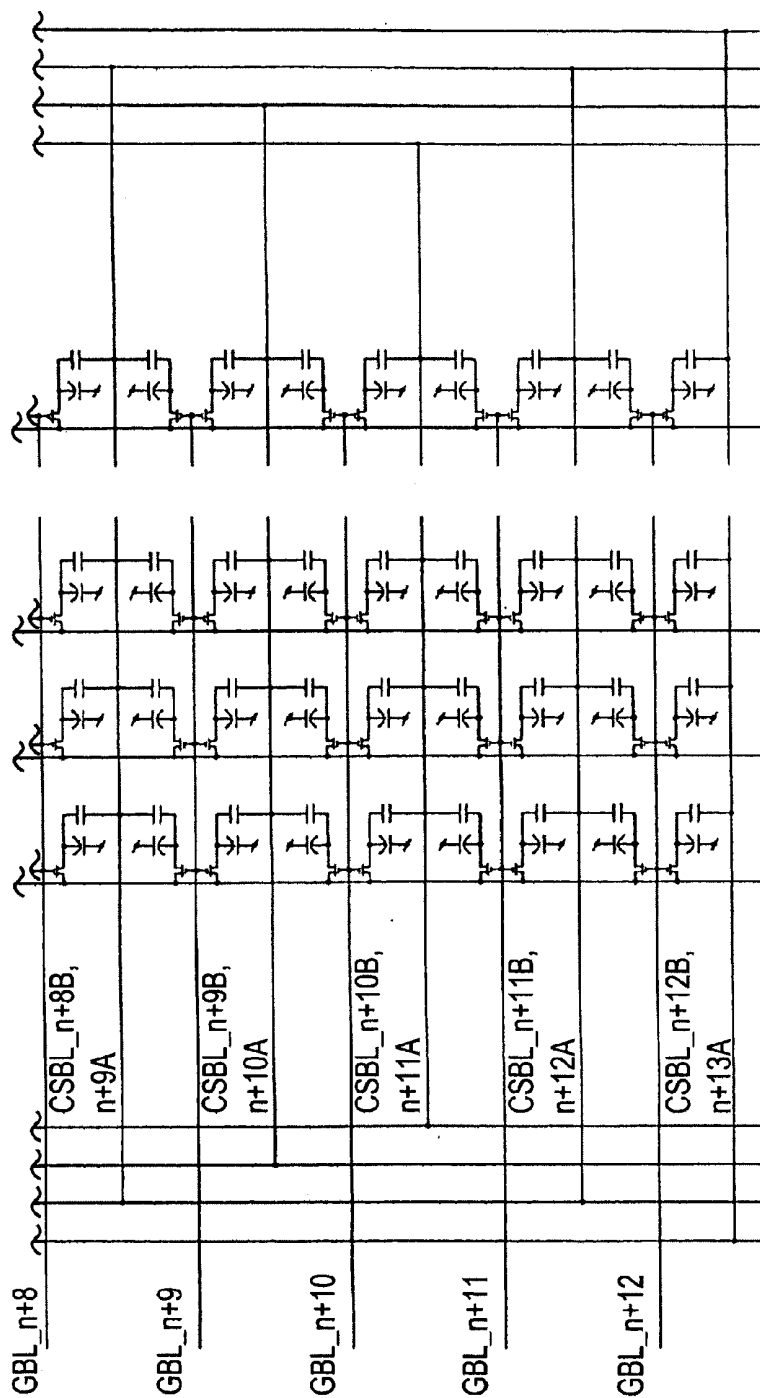 GBL_n+8
CSBL_n+8B,
n+9A
GBL_n+9
CSBL_n+9B,
n+10A
GBL_n+10
CSBL_n+10B,
n+11A
GBL_n+11
CSBL_n+11B,
n+12A
GBL_n+12
CSBL_n+12B,
n+13A